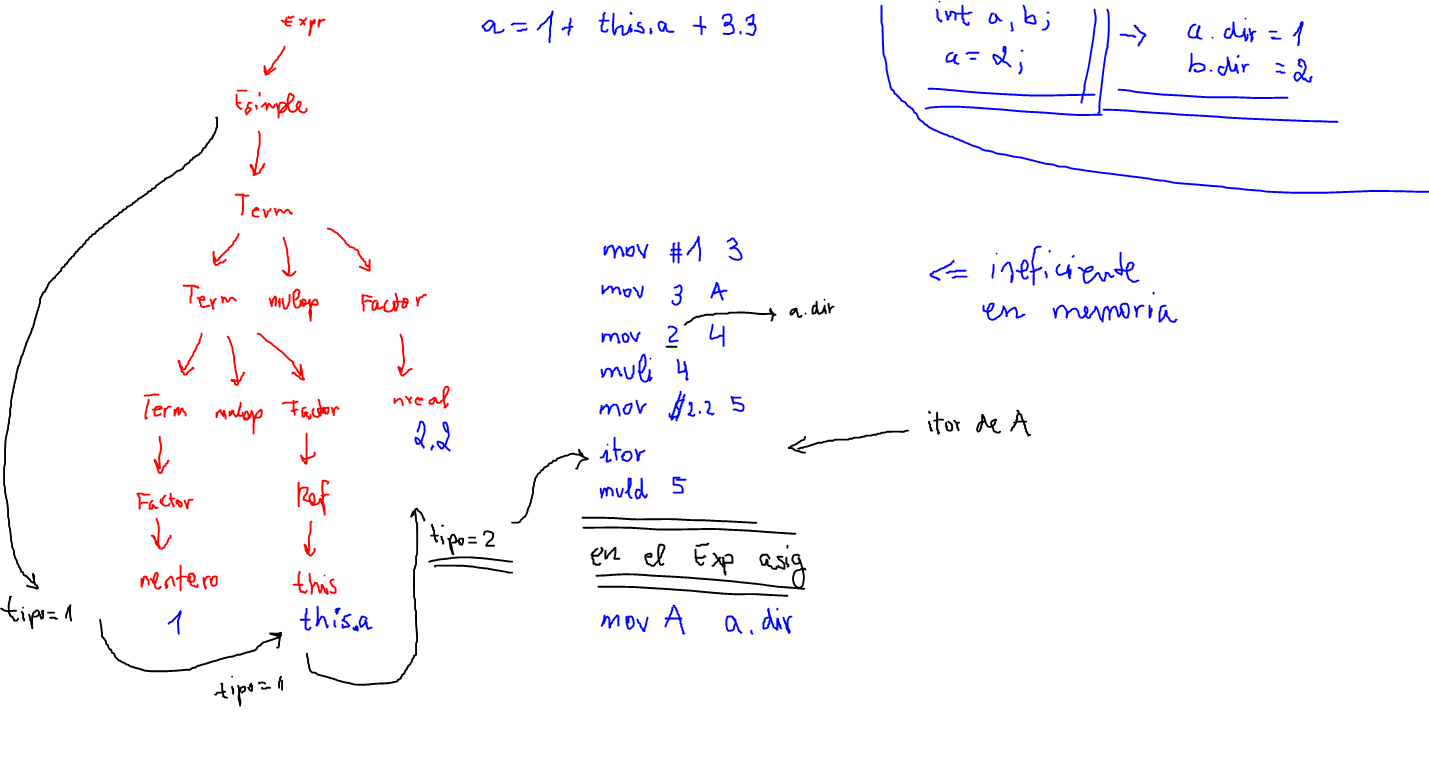 Expr
a = 1 + this.a + 3.3
int a, b;
a = 2;
→ a.dir = 1
b.dir = 2
Esimple
Term
Term mulop Factor
Term mulop Factor nreal
2,2
Factor Ref
nentero this
1 this.a
tipo=1
tipo=1
tipo=2
mov #1 3
mov 3 A
mov 2 4
a.dir
muli 4
mov #2.2 5
itor
muld 5
<= ineficiente
en memoria
itor de A
en el Exp asig
mov A a.dir